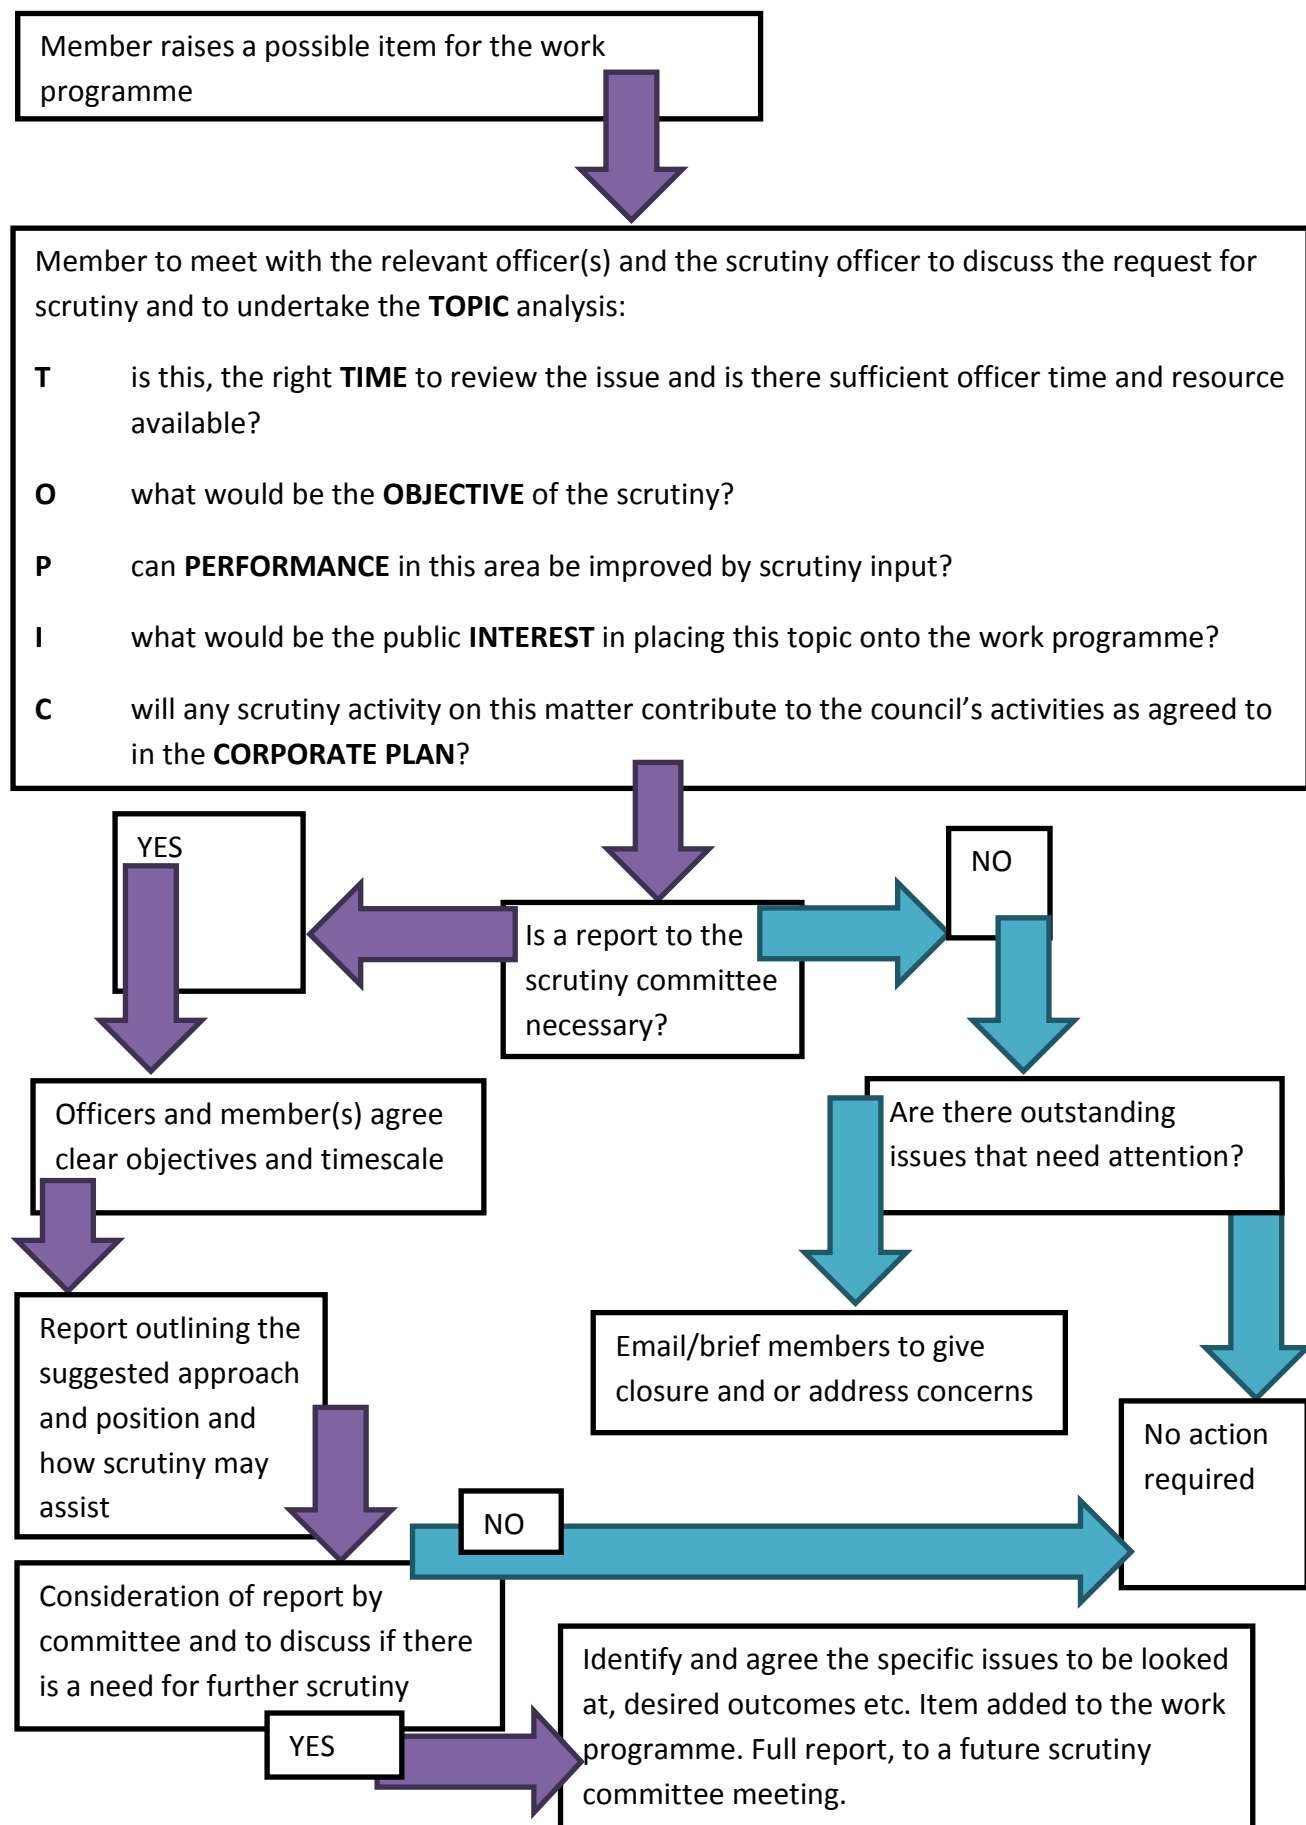 Member raises a possible item for the work
programme
Member to meet with the relevant officer(s) and the scrutiny officer to discuss the request for
scrutiny and to undertake the TOPIC analysis:
T is this, the right TIME to review the issue and is there sufficient officer time and resource
available?
O what would be the OBJECTIVE of the scrutiny?
P can PERFORMANCE in this area be improved by scrutiny input?
I what would be the public INTEREST in placing this topic onto the work programme?
C will any scrutiny activity on this matter contribute to the council’s activities as agreed to
in the CORPORATE PLAN?
YES
NO
Is a report to the
scrutiny committee
necessary?
Officers and member(s) agree
clear objectives and timescale
Are there outstanding
issues that need attention?
Report outlining the
suggested approach
and position and
how scrutiny may
assist
Email/brief members to give
closure and or address concerns
No action
required
NO
Consideration of report by
committee and to discuss if there
is a need for further scrutiny
YES
Identify and agree the specific issues to be looked
at, desired outcomes etc. Item added to the work
programme. Full report, to a future scrutiny
committee meeting.